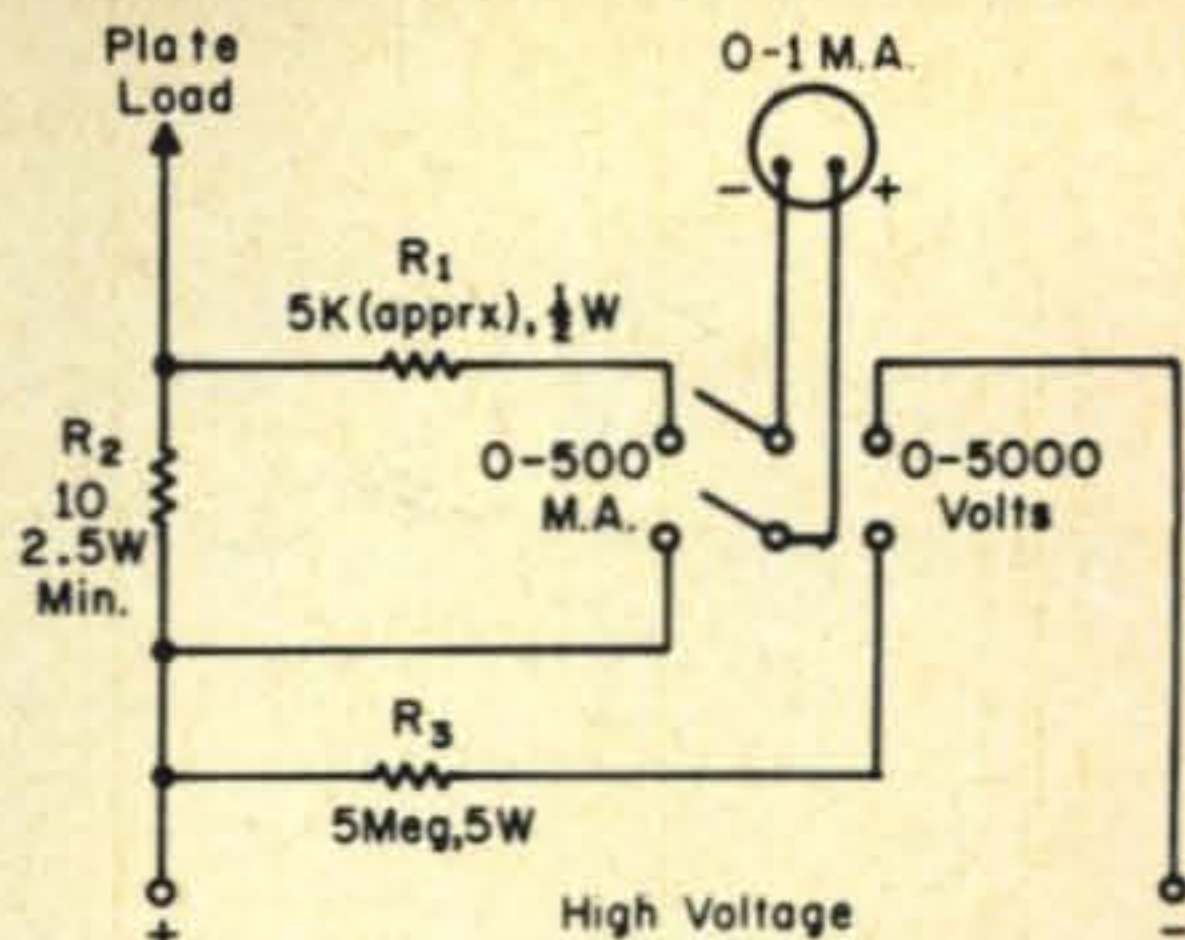 Plate
Load
0-1 M.A.
- +
R1
5K(apprx), ½W
R2
10
2.5W
Min.
0-500
M.A.
0-5000
Volts
R3
5Meg,5W
High Voltage
+ -